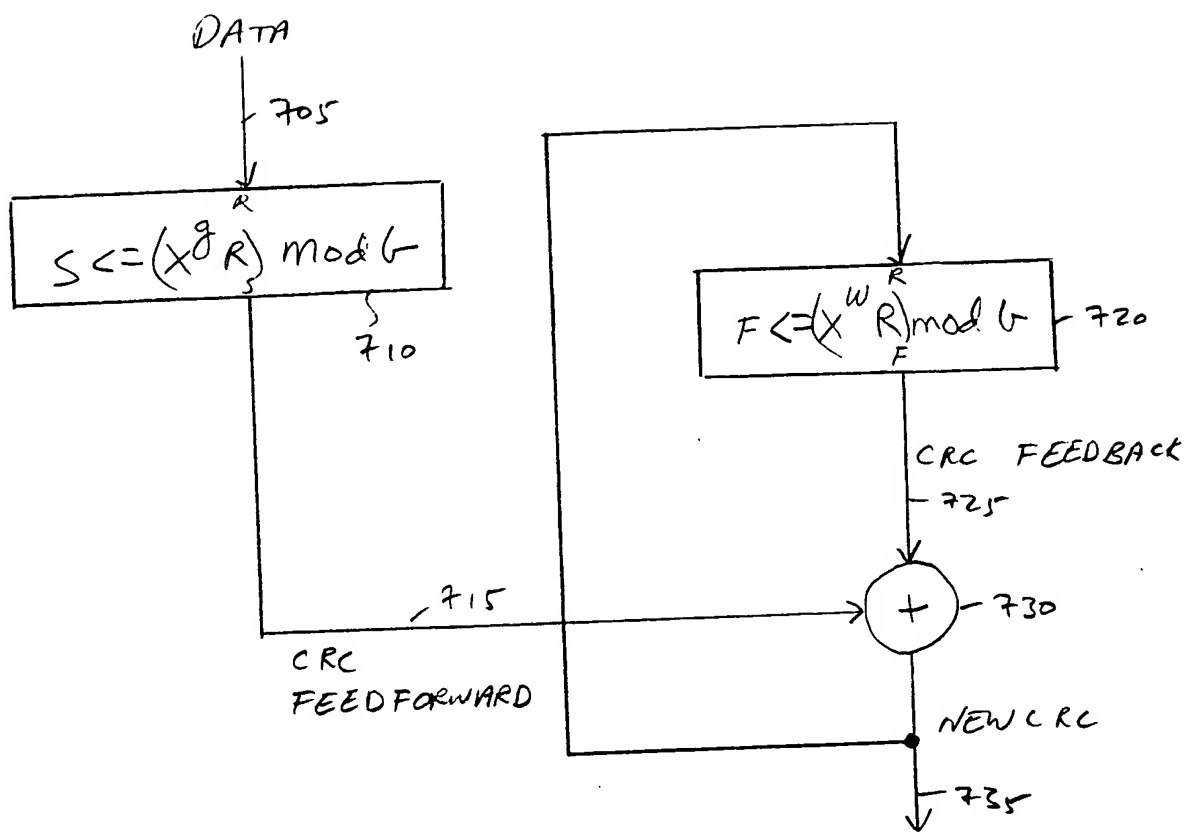 DATA
705
R
S <= (X^g R) mod G
S
710
R
F <= (X^W R) mod G
F
720
CRC FEEDBACK
725
715
+
730
CRC
FEEDFORWARD
NEW CRC
735